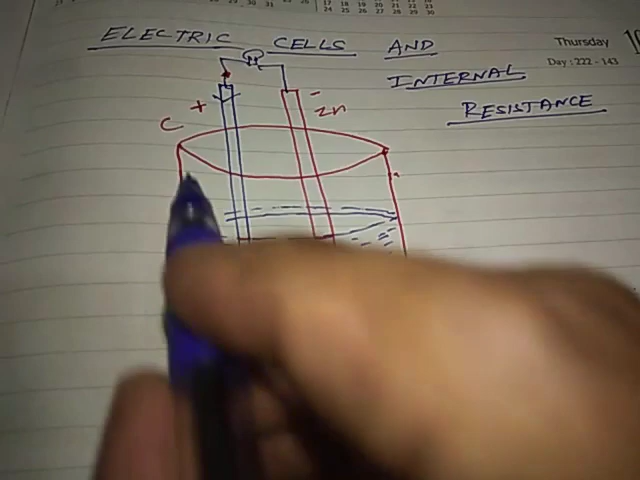 ELECTRIC CELLS AND
INTERNAL
RESISTANCE
Thursday
Day : 222 - 143
+
-
Zn
C